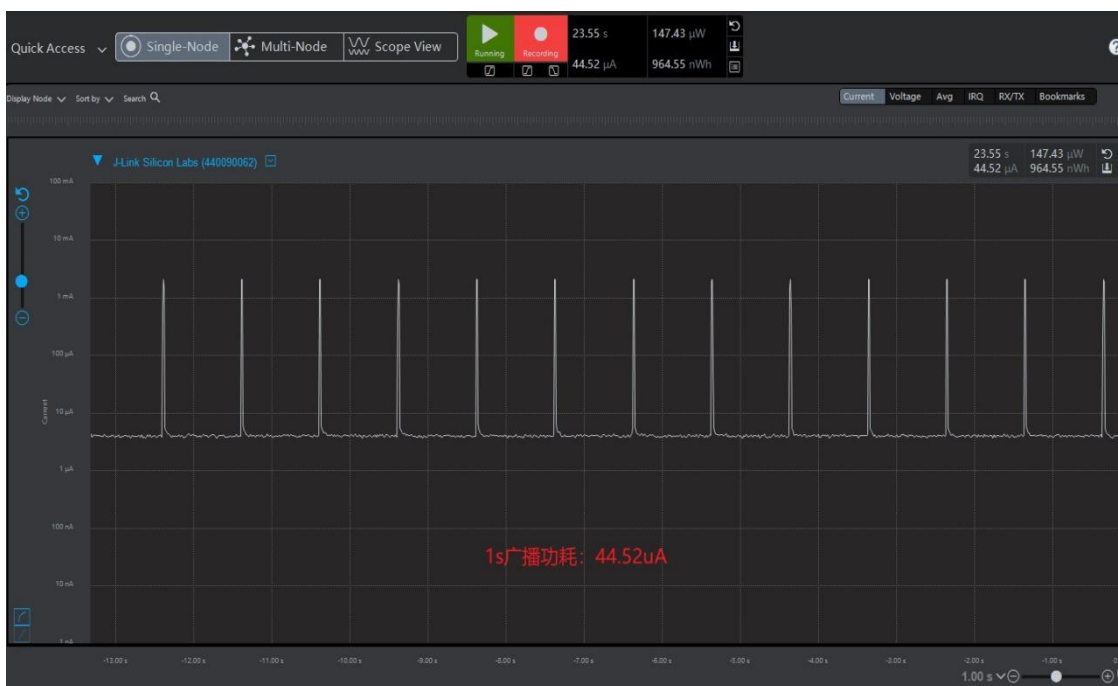 Quick Access
Single-Node
Multi-Node
Scope View
Running
Recording
23.55 s
147.43 µW
44.52 µA
964.55 nWh
Display Node
Sort by
Search
Current
Voltage
Avg
IRQ
RX/TX
Bookmarks
J-Link Silicon Labs (440090062)
23.55 s 147.43 µW
44.52 µA 964.55 nWh
100 mA
10 mA
1 mA
100 µA
10 µA
1 µA
100 nA
10 nA
1 nA
Current
1s广播功耗：44.52uA
-13.00 s
-12.00 s
-11.00 s
-10.00 s
-9.00 s
-8.00 s
-7.00 s
-6.00 s
-5.00 s
-4.00 s
-3.00 s
-2.00 s
-1.00 s
1.00 s